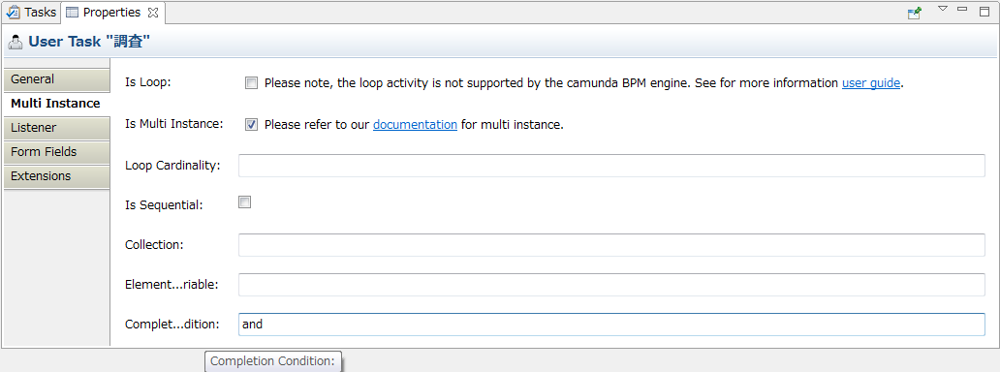 Tasks Properties
User Task "調査"
General
Multi Instance
Listener
Form Fields
Extensions
Is Loop: Please note, the loop activity is not supported by the camunda BPM engine. See for more information user guide.
Is Multi Instance: Please refer to our documentation for multi instance.
Loop Cardinality:
Is Sequential:
Collection:
Element...riable:
Complet...dition: and
Completion Condition: